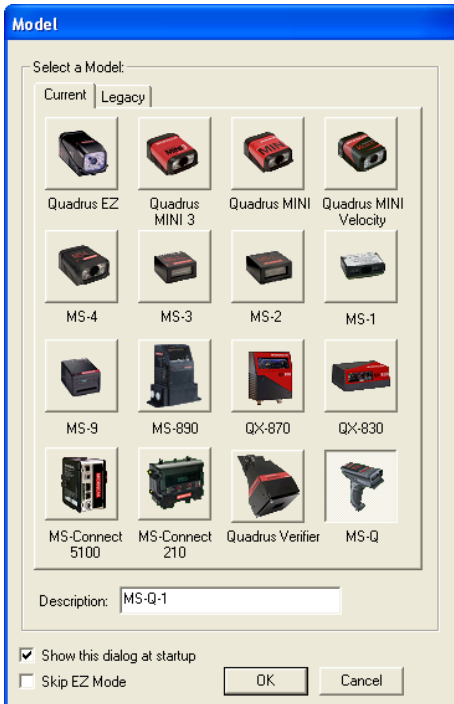 Model
Select a Model:
Current Legacy
Quadrus EZ Quadrus MINI 3 Quadrus MINI Quadrus MINI Velocity
MS-4 MS-3 MS-2 MS-1
MS-9 MS-890 QX-870 QX-830
MS-Connect 5100 MS-Connect 210 Quadrus Verifier MS-Q
Description: MS-Q-1
Show this dialog at startup
Skip EZ Mode
OK Cancel